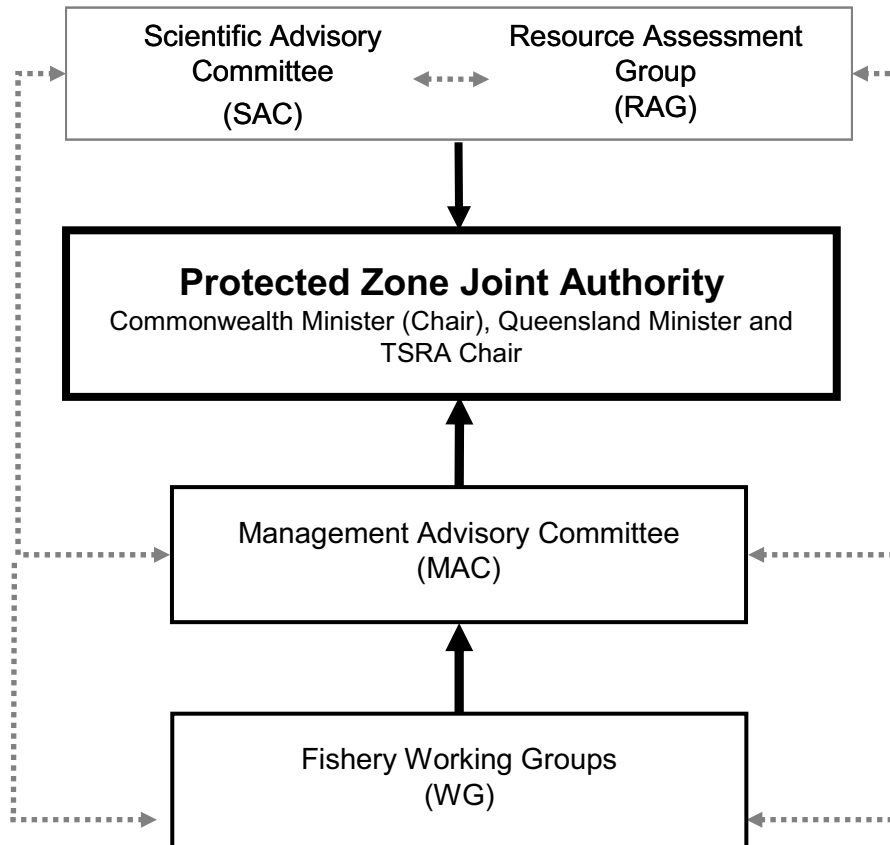 Scientific Advisory
Committee
(SAC)
Resource Assessment
Group
(RAG)
Protected Zone Joint Authority
Commonwealth Minister (Chair), Queensland Minister and
TSRA Chair
Management Advisory Committee
(MAC)
Fishery Working Groups
(WG)